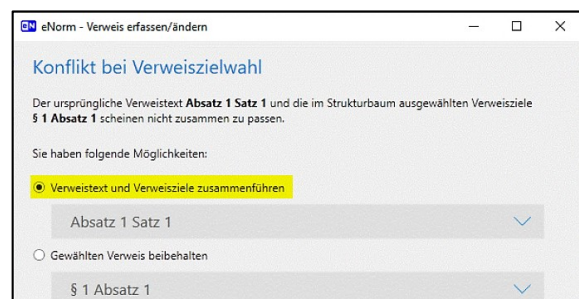 eN eNorm - Verweis erfassen/ändern
Konflikt bei Verweiszielwahl
Der ursprüngliche Verweistext Absatz 1 Satz 1 und die im Strukturbaum ausgewählten Verweisziele
§ 1 Absatz 1 scheinen nicht zusammen zu passen.
Sie haben folgende Möglichkeiten:
Verweistext und Verweisziele zusammenführen
Absatz 1 Satz 1
Gewählten Verweis beibehalten
§ 1 Absatz 1